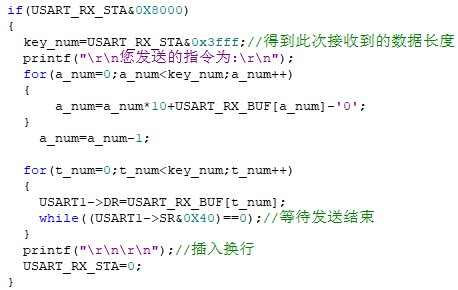 if(USART_RX_STA&0X8000)
{
key_num=USART_RX_STA&0x3fff;//得到此次接收到的数据长度
printf("\r\n您发送的指令为:\r\n");
for(a_num=0;a_num<key_num;a_num++)
{
a_num=a_num*10+USART_RX_BUF[a_num]-'0';
}
a_num=a_num-1;
for(t_num=0;t_num<key_num;t_num++)
{
USART1->DR=USART_RX_BUF[t_num];
while((USART1->SR&0X40)==0);//等待发送结束
}
printf("\r\n\r\n");//插入换行
USART_RX_STA=0;
}